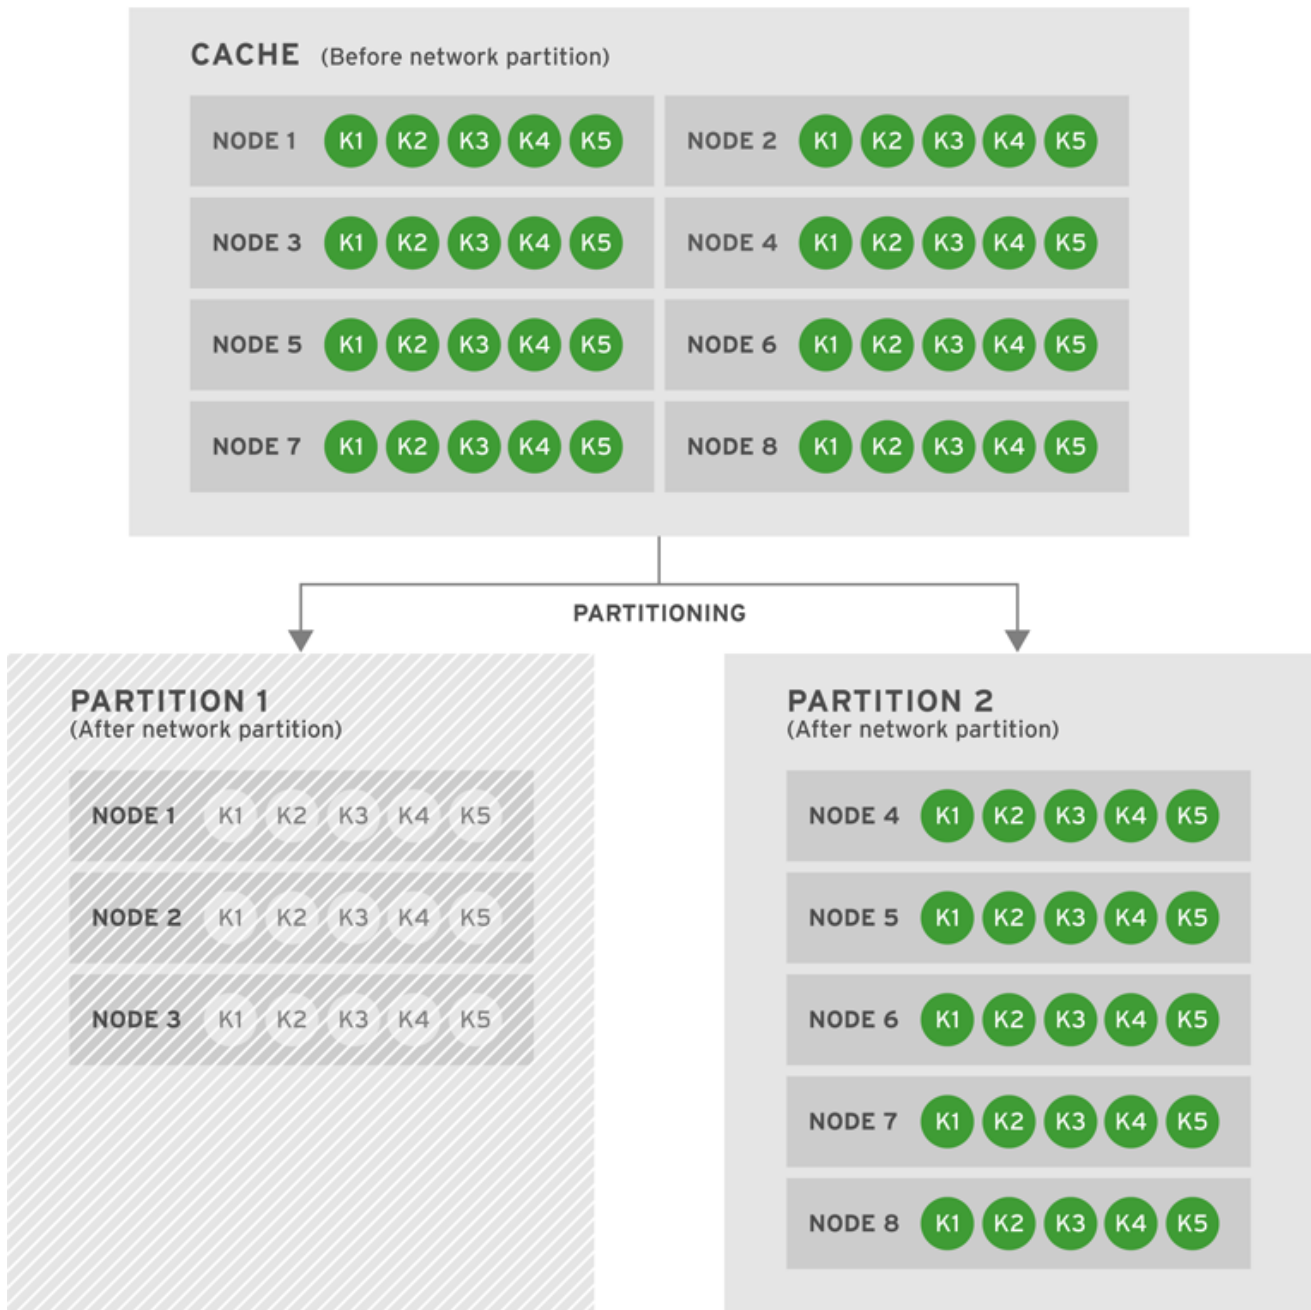 CACHE (Before network partition)
NODE 1 K1 K2 K3 K4 K5
NODE 2 K1 K2 K3 K4 K5
NODE 3 K1 K2 K3 K4 K5
NODE 4 K1 K2 K3 K4 K5
NODE 5 K1 K2 K3 K4 K5
NODE 6 K1 K2 K3 K4 K5
NODE 7 K1 K2 K3 K4 K5
NODE 8 K1 K2 K3 K4 K5
PARTITIONING
PARTITION 1
(After network partition)
NODE 1 K1 K2 K3 K4 K5
NODE 2 K1 K2 K3 K4 K5
NODE 3 K1 K2 K3 K4 K5
PARTITION 2
(After network partition)
NODE 4 K1 K2 K3 K4 K5
NODE 5 K1 K2 K3 K4 K5
NODE 6 K1 K2 K3 K4 K5
NODE 7 K1 K2 K3 K4 K5
NODE 8 K1 K2 K3 K4 K5